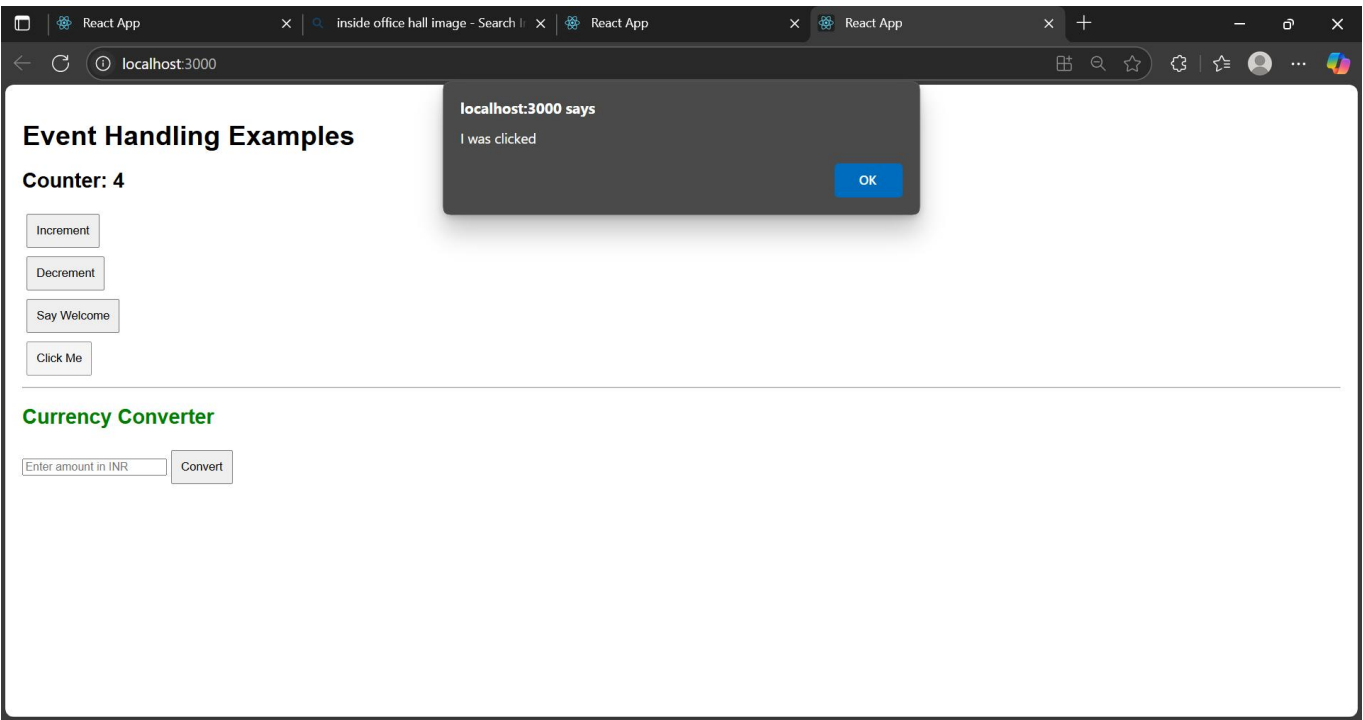 React App
inside office hall image - Search I
React App
React App
localhost:3000
localhost:3000 says
I was clicked
OK
Event Handling Examples
Counter: 4
Increment
Decrement
Say Welcome
Click Me
Currency Converter
Enter amount in INR
Convert